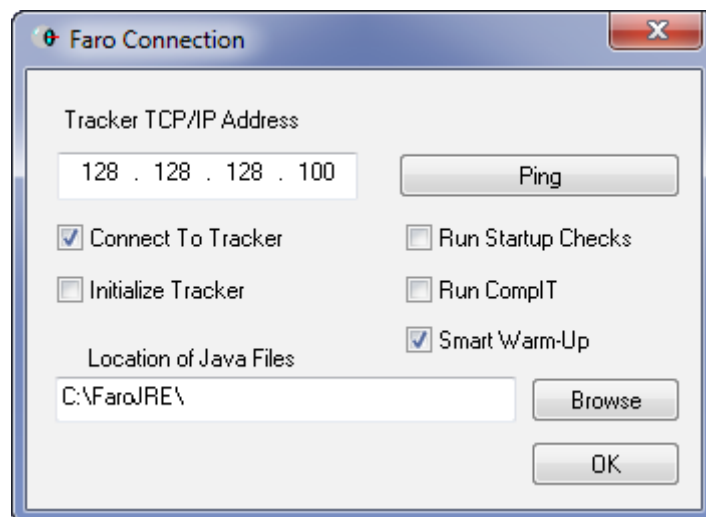 Faro Connection
Tracker TCP/IP Address
128 . 128 . 128 . 100
Ping
Connect To Tracker
Run Startup Checks
Initialize Tracker
Run CompIT
Smart Warm-Up
Location of Java Files
C:\FaroJRE\
Browse
OK